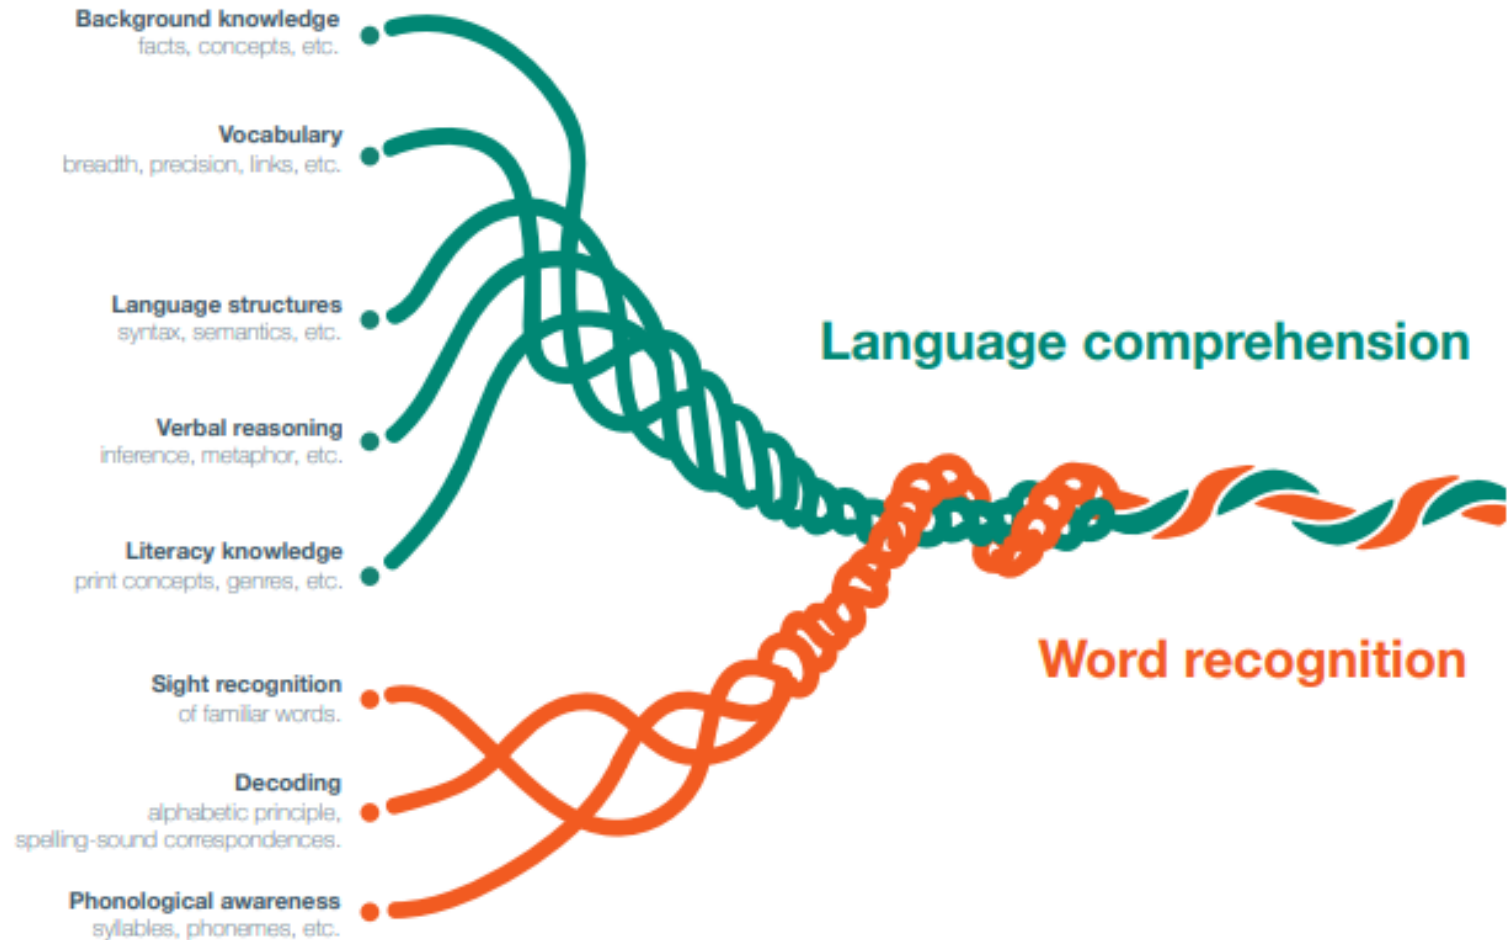 Background knowledge
facts, concepts, etc.
Vocabulary
breadth, precision, links, etc.
Language structures
syntax, semantics, etc.
Verbal reasoning
inference, metaphor, etc.
Literacy knowledge
print concepts, genres, etc.
Language comprehension
Word recognition
Sight recognition
of familiar words.
Decoding
alphabetic principle,
spelling-sound correspondences.
Phonological awareness
syllables, phonemes, etc.